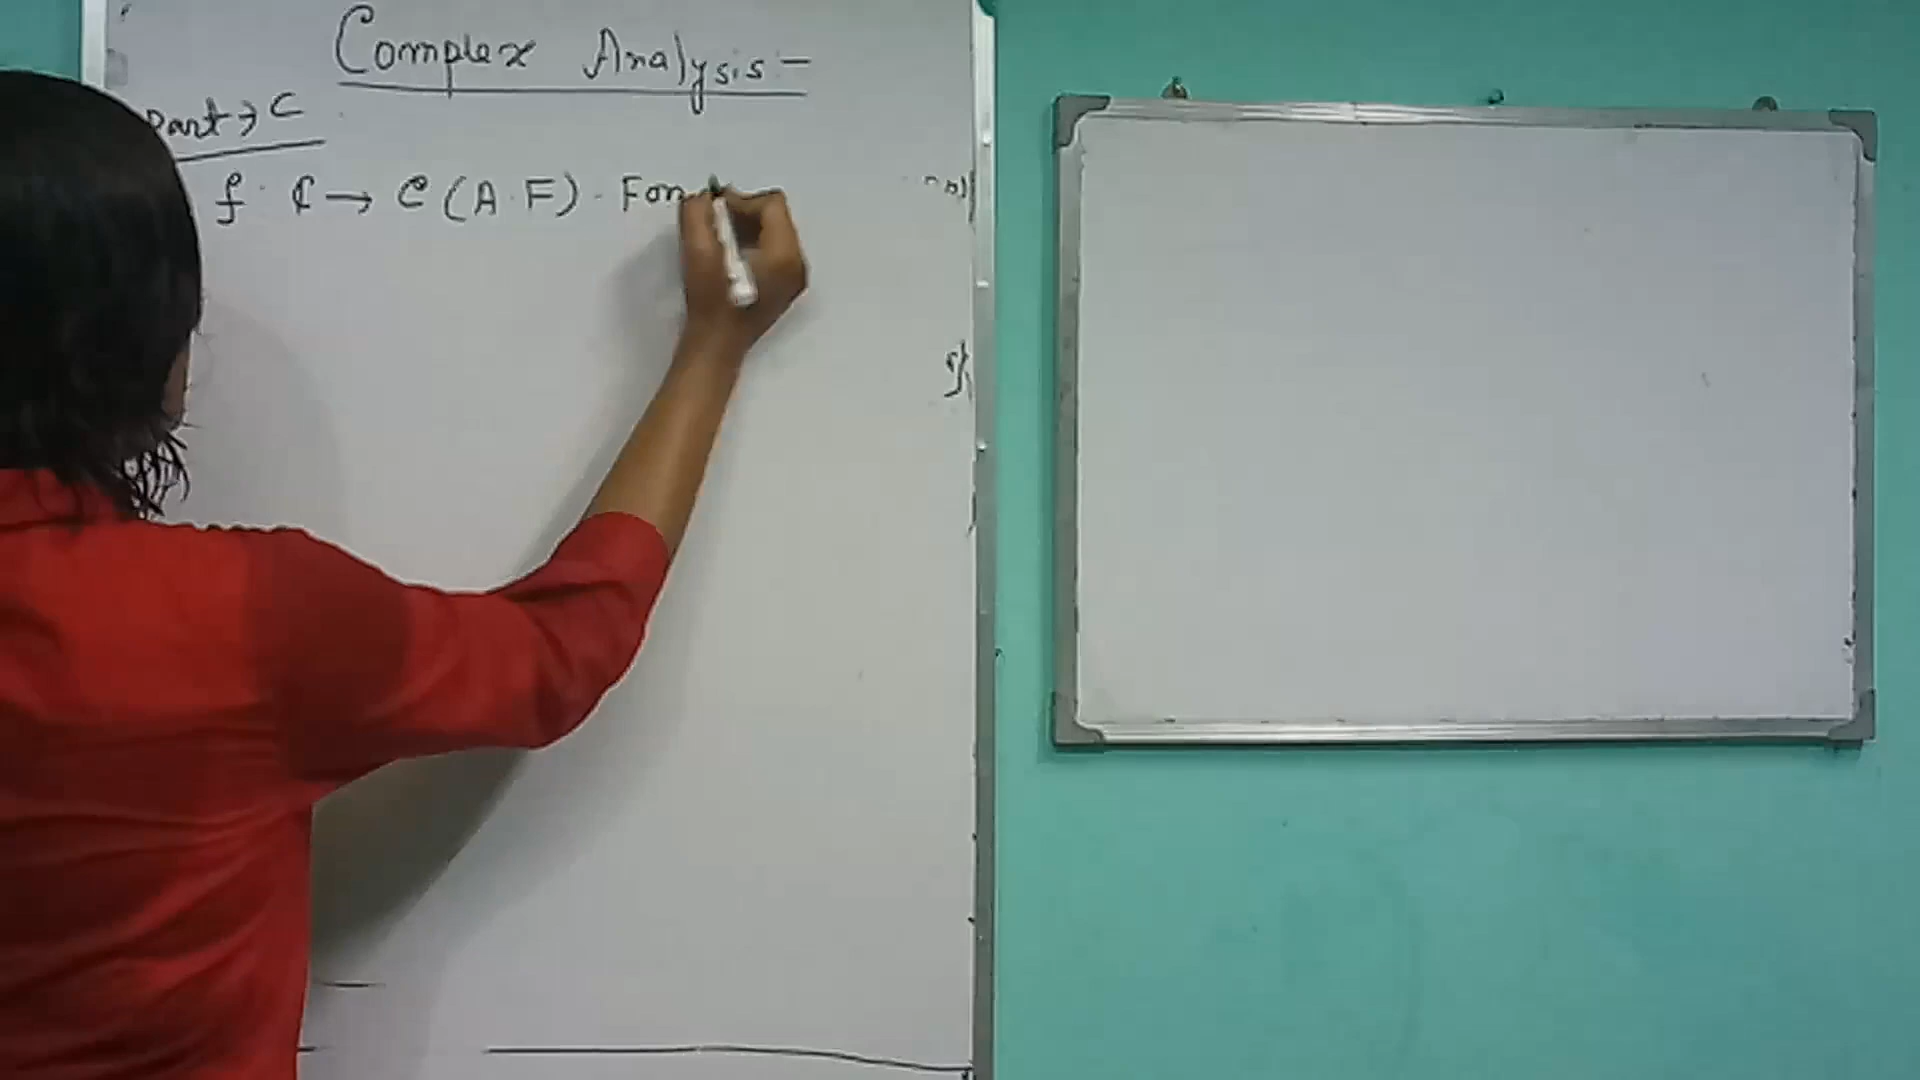 Complex Analysis -
Part → C
f : ₵ → C (A.F) . For